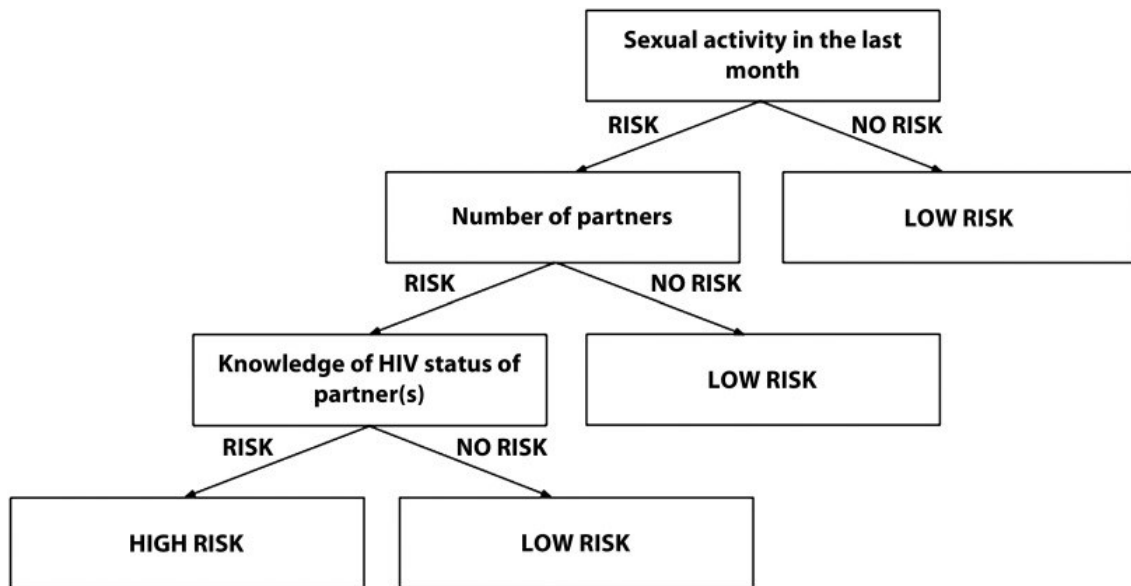 Sexual activity in the last
month
RISK
NO RISK
Number of partners
LOW RISK
RISK
NO RISK
Knowledge of HIV status of
partner(s)
LOW RISK
RISK
NO RISK
HIGH RISK
LOW RISK